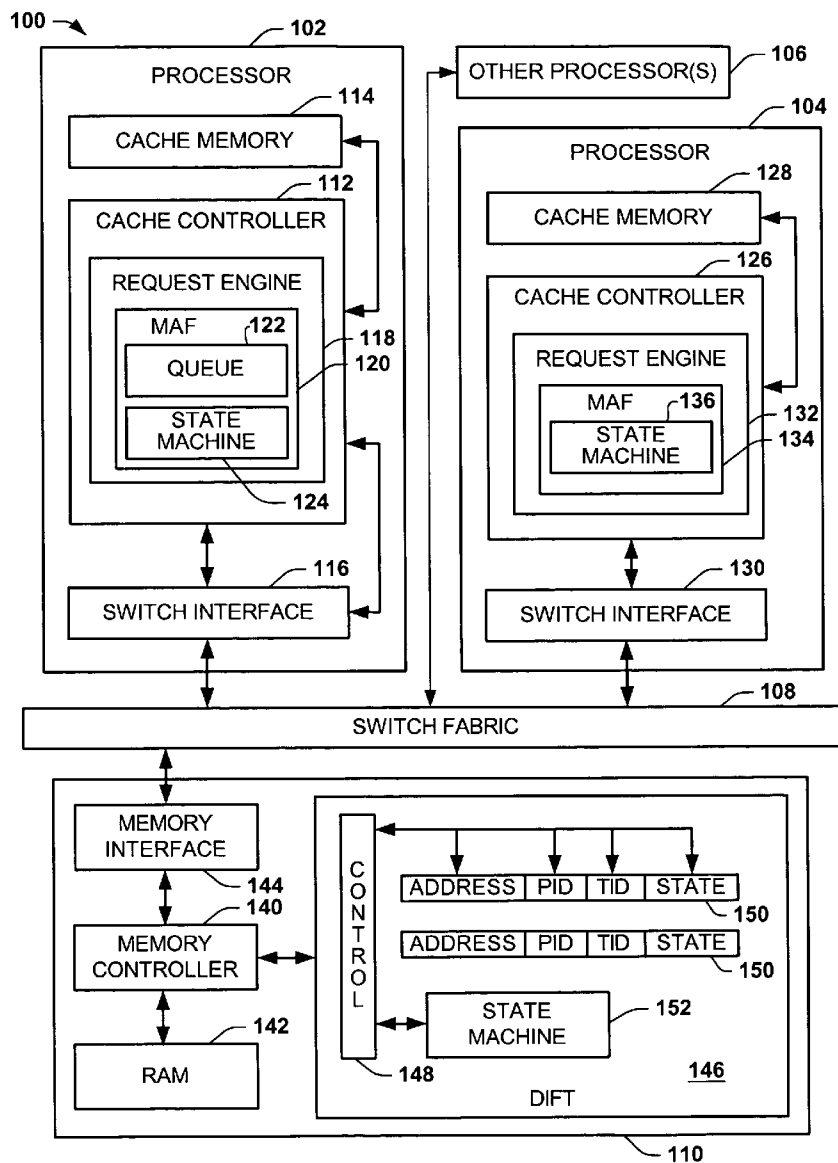 100
102
PROCESSOR
114
CACHE MEMORY
112
CACHE CONTROLLER
REQUEST ENGINE
MAF
122
118
QUEUE
120
STATE
MACHINE
124
116
SWITCH INTERFACE
OTHER PROCESSOR(S)
106
104
PROCESSOR
128
CACHE MEMORY
126
CACHE CONTROLLER
REQUEST ENGINE
MAF
136
132
STATE
MACHINE
134
130
SWITCH INTERFACE
108
SWITCH FABRIC
MEMORY
INTERFACE
144
140
MEMORY
CONTROLLER
142
RAM
CONTROL
148
ADDRESS PID TID STATE
150
ADDRESS PID TID STATE
150
STATE
MACHINE
152
146
DIFT
110